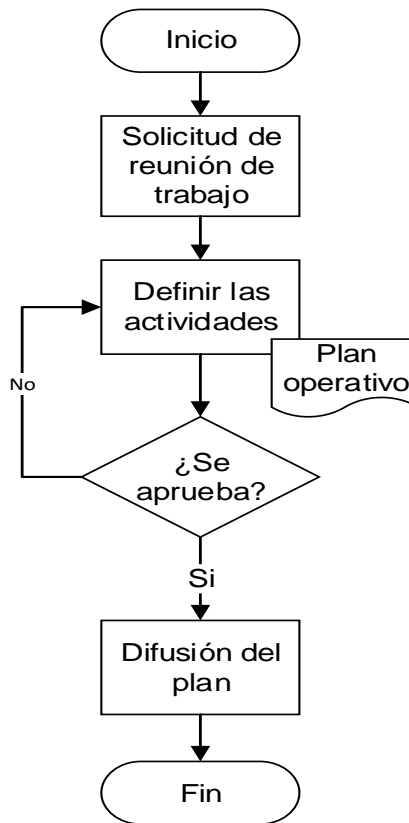 Inicio
Solicitud de
reunión de
trabajo
Definir las
actividades
Plan
operativo
No
¿Se
aprueba?
Si
Difusión del
plan
Fin